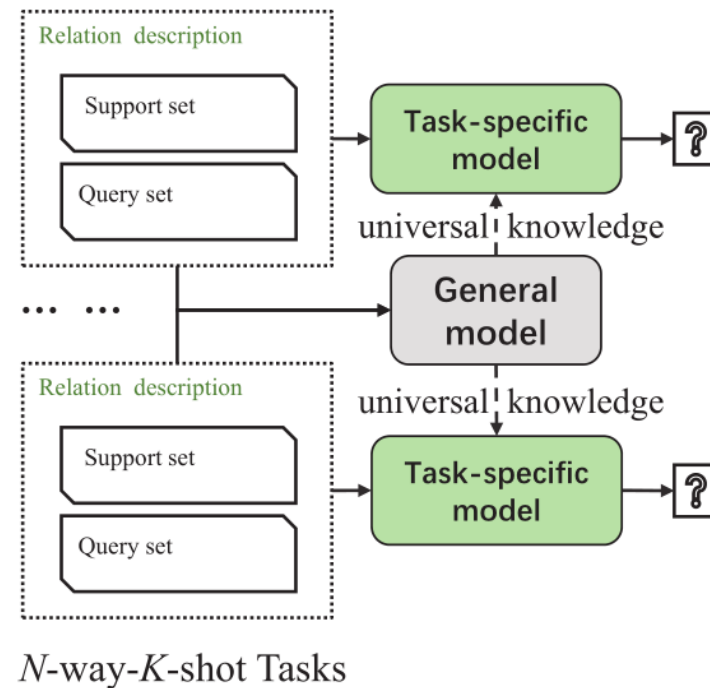 Relation description
Support set
Query set
Task-specific
model
?
universal knowledge
... ...
General
model
universal knowledge
Relation description
Support set
Query set
Task-specific
model
?
N-way-K-shot Tasks